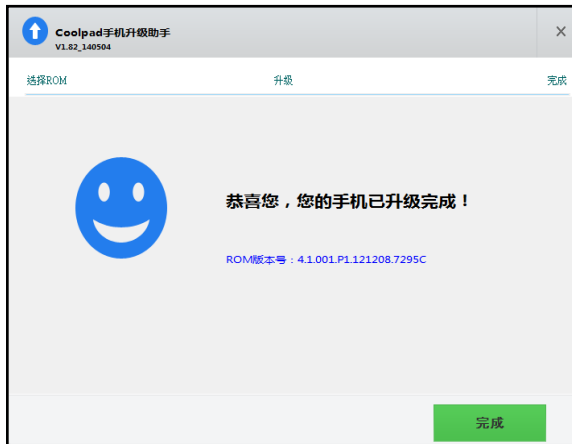 Coolpad手机升级助手
V1.82_140504
选择ROM 升级 完成
恭喜您，您的手机已升级完成！
ROM版本号：4.1.001.P1.121208.7295C
完成